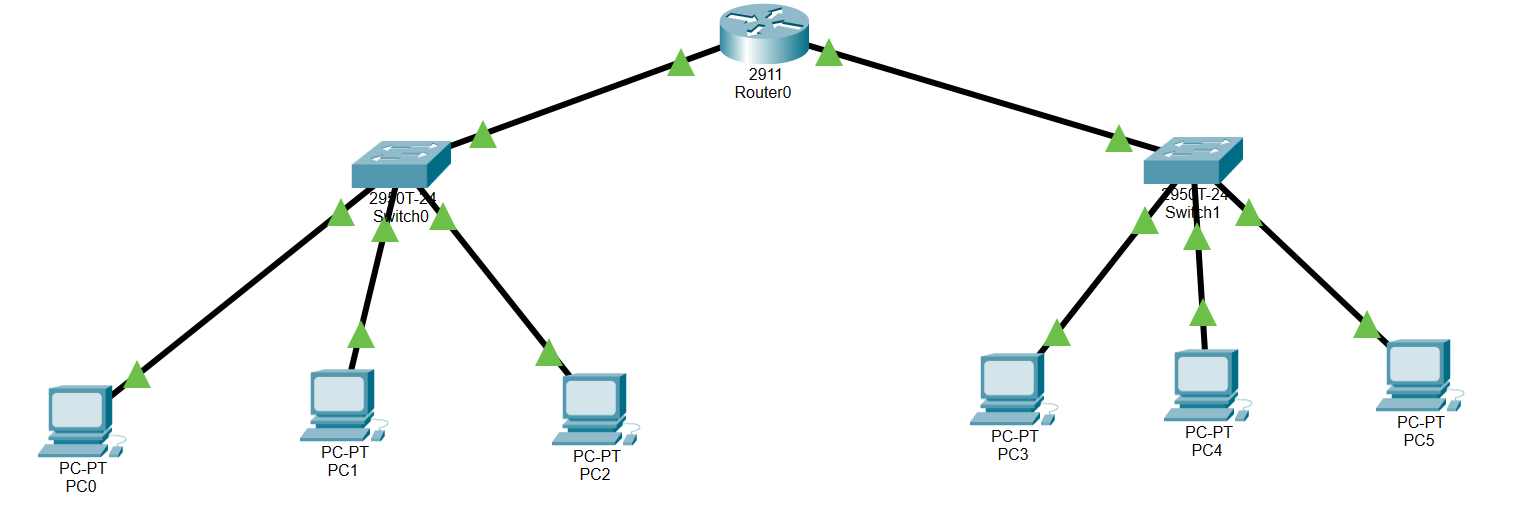 2911
Router0
2950T-24
Switch0
2950T-24
Switch1
PC-PT
PC0
PC-PT
PC1
PC-PT
PC2
PC-PT
PC3
PC-PT
PC4
PC-PT
PC5